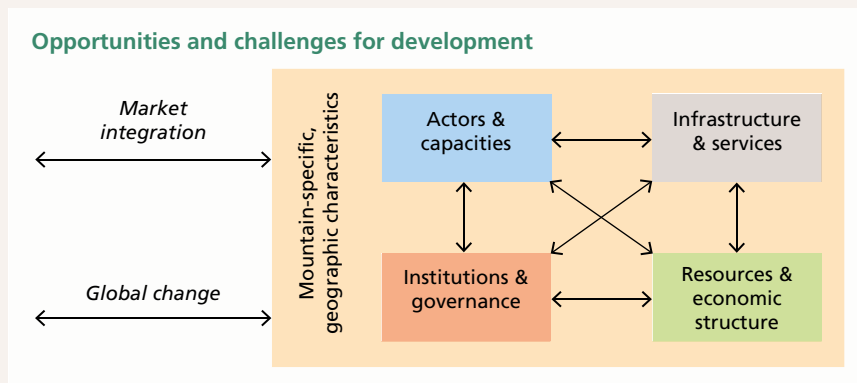 Opportunities and challenges for development
Market
integration
Global change
Mountain-specific,
geographic characteristics
Actors &
capacities
Infrastructure
& services
Institutions &
governance
Resources &
economic
structure